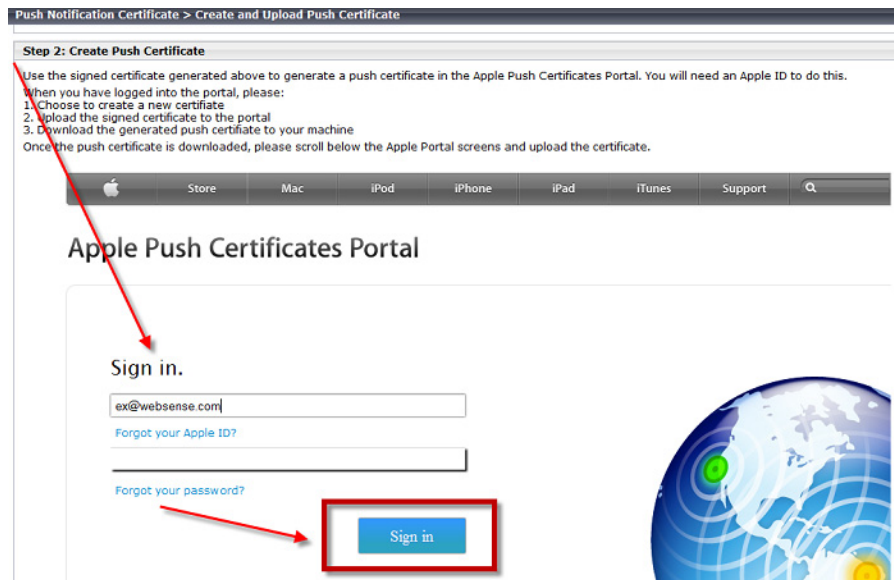 Push Notification Certificate > Create and Upload Push Certificate
Step 2: Create Push Certificate
Use the signed certificate generated above to generate a push certificate in the Apple Push Certificates Portal. You will need an Apple ID to do this.
When you have logged into the portal, please:
1. Choose to create a new certifiate
2. Upload the signed certificate to the portal
3. Download the generated push certifiate to your machine
Once the push certificate is downloaded, please scroll below the Apple Portal screens and upload the certificate.
Store Mac iPod iPhone iPad iTunes Support
Apple Push Certificates Portal
Sign in.
ex@websense.com
Forgot your Apple ID?
Forgot your password?
Sign in